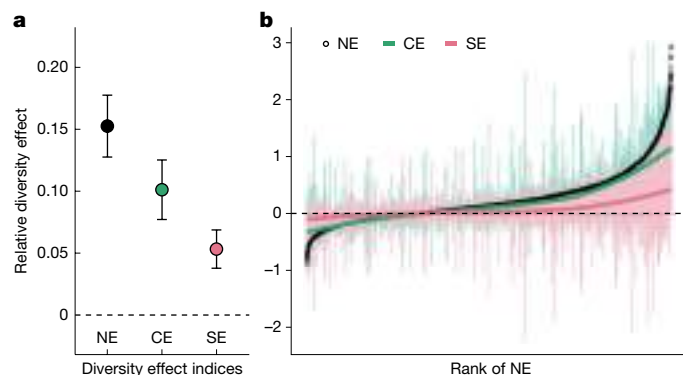 a
Relative diversity effect
0.20
0.15
0.10
0.05
0
NE CE SE
Diversity effect indices
b
NE CE SE
3
2
1
0
−1
−2
Rank of NE